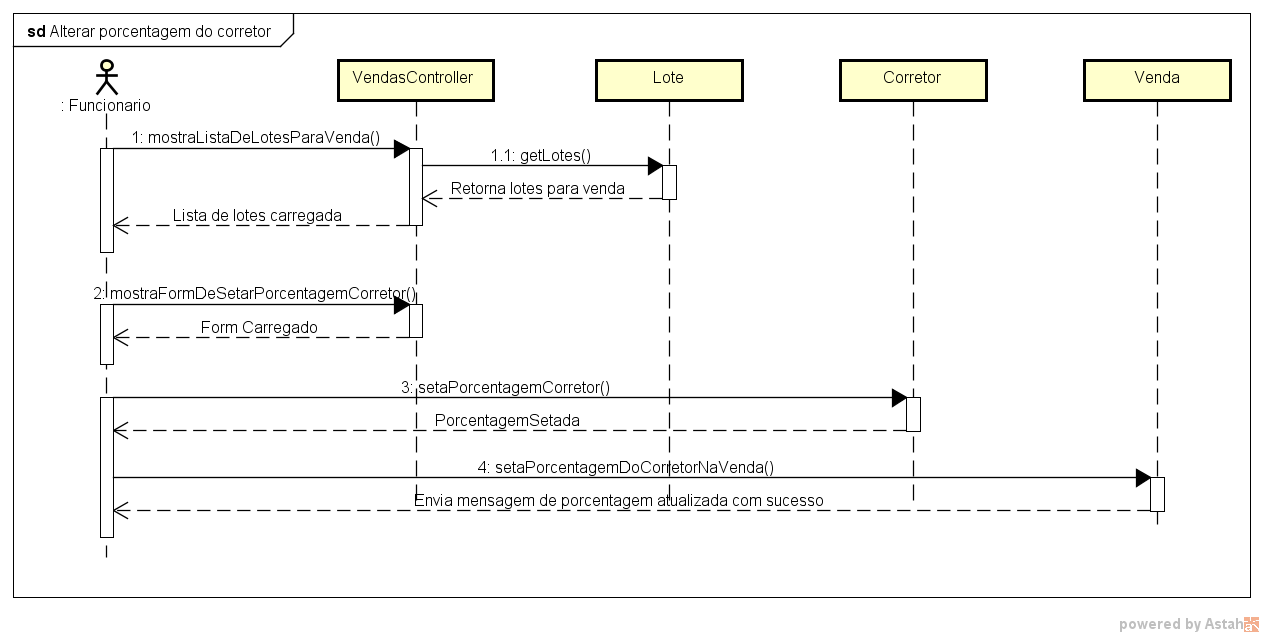 sd Alterar porcentagem do corretor
: Funcionario
VendasController
Lote
Corretor
Venda
1: mostraListaDeLotesParaVenda()
1.1: getLotes()
Retorna lotes para venda
Lista de lotes carregada
2: mostraFormDeSetarPorcentagemCorretor()
Form Carregado
3: setaPorcentagemCorretor()
PorcentagemSetada
4: setaPorcentagemDoCorretorNaVenda()
Envia mensagem de porcentagem atualizada com sucesso
powered by Astah